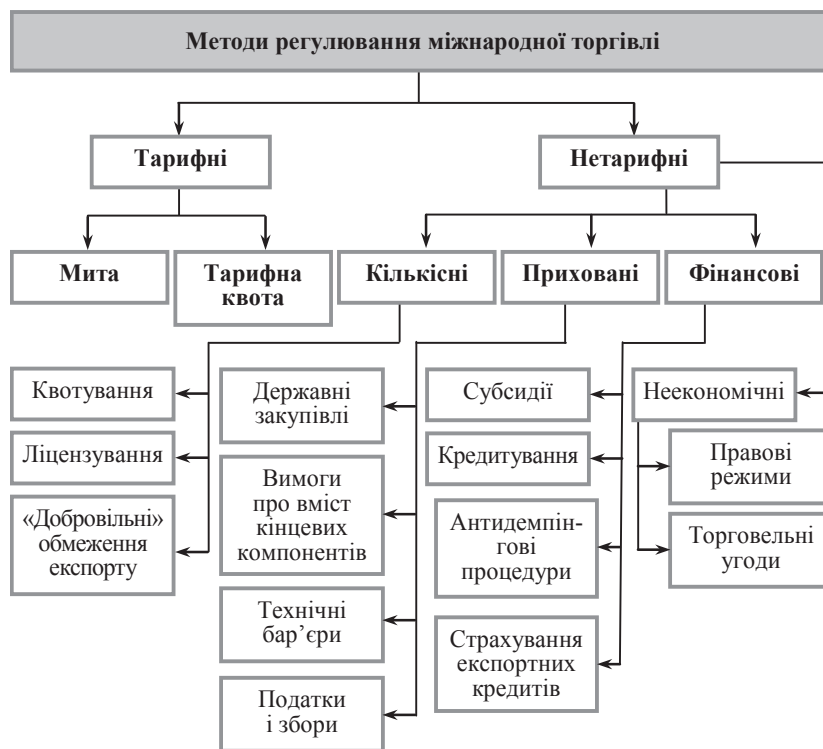 Методи регулювання міжнародної торгівлі
Тарифні
Нетарифні
Мита
Тарифна
квота
Кількісні
Приховані
Фінансові
Квотування
Ліцензування
«Добровільні»
обмеження
експорту
Державні
закупівлі
Вимоги
про вміст
кінцевих
компонентів
Технічні
бар’єри
Податки
і збори
Субсидії
Кредитування
Антидемпін-
гові
процедури
Страхування
експортних
кредитів
Неекономічні
Правові
режими
Торговельні
угоди